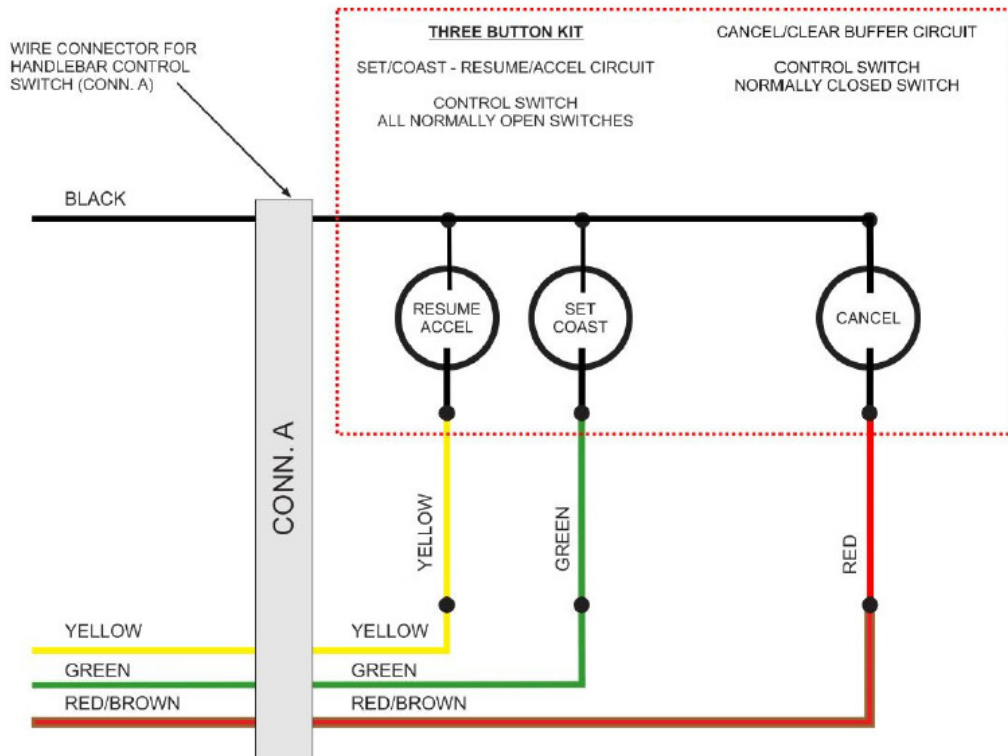 WIRE CONNECTOR FOR
HANDLEBAR CONTROL
SWITCH (CONN. A)
THREE BUTTON KIT
SET/COAST - RESUME/ACCEL CIRCUIT
CONTROL SWITCH
ALL NORMALLY OPEN SWITCHES
CANCEL/CLEAR BUFFER CIRCUIT
CONTROL SWITCH
NORMALLY CLOSED SWITCH
BLACK
RESUME
ACCEL
SET
COAST
CANCEL
CONN. A
YELLOW
GREEN
RED
YELLOW
YELLOW
GREEN
GREEN
RED/BROWN
RED/BROWN